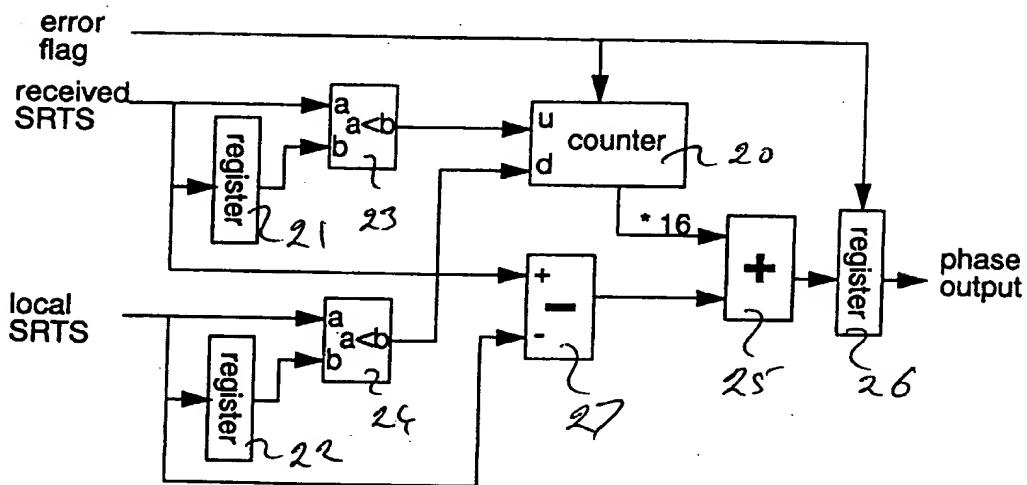 error
flag
received
SRTS
register
21
a
b
a<b
23
u
d
counter
20
* 16
+
-
27
+
25
register
26
phase
output
local
SRTS
register
22
a
b
a<b
24